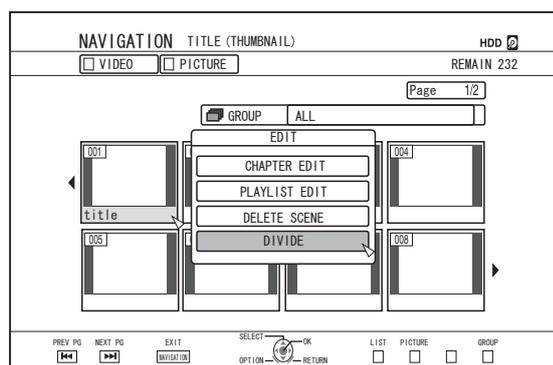 NAVIGATION TITLE (THUMBNAIL) HDD
VIDEO PICTURE REMAIN 232
Page 1/2
GROUP ALL
EDIT
CHAPTER EDIT
PLAYLIST EDIT
DELETE SCENE
DIVIDE
001
004
title
005
008
PREV PG NEXT PG EXIT SELECT OK LIST PICTURE GROUP
NAVIGATION OPTION RETURN